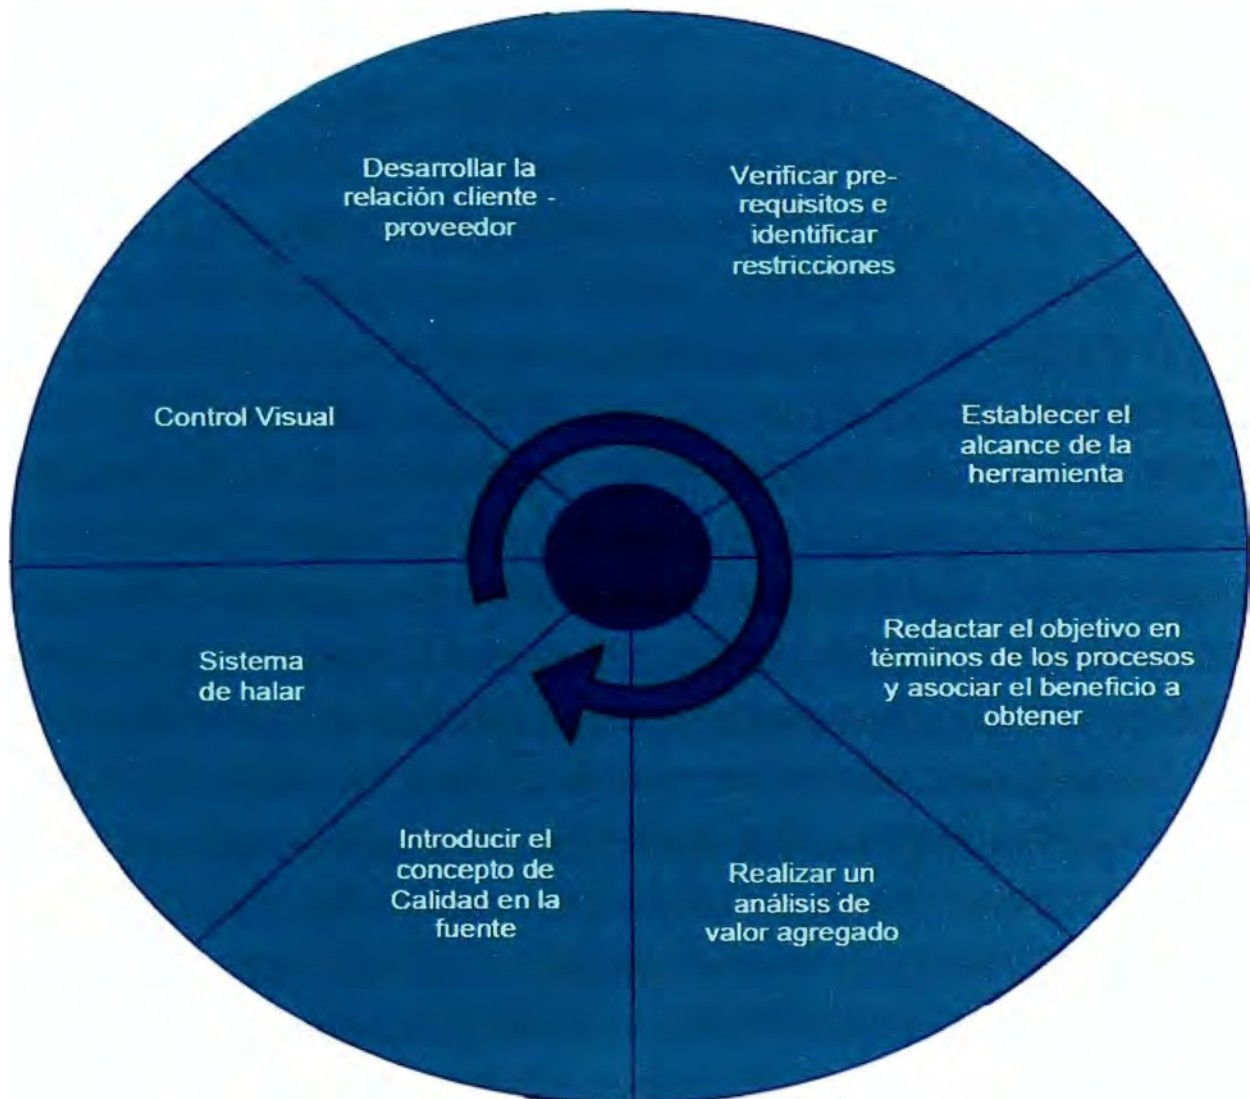 Desarrollar la
relación cliente -
proveedor
Verificar pre-
requisitos e
identificar
restricciones
Establecer el
alcance de la
herramienta
Redactar el objetivo en
términos de los procesos
y asociar el beneficio a
obtener
Realizar un
análisis de
valor agregado
Introducir el
concepto de
Calidad en la
fuente
Sistema
de halar
Control Visual